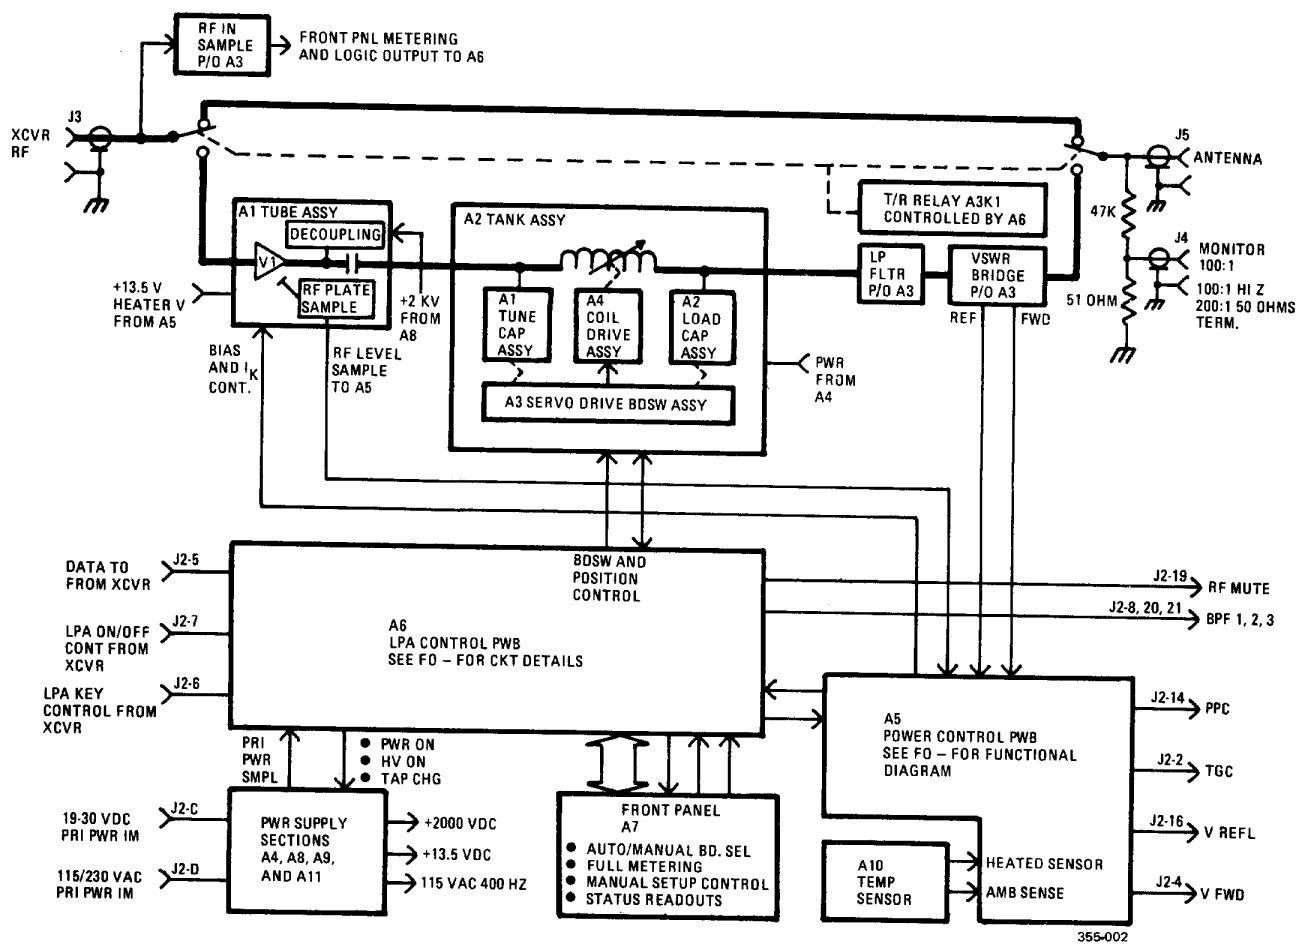 RF IN
SAMPLE
P/O A3
FRONT PNL METERING
AND LOGIC OUTPUT TO A6
J3
XCVR
RF
J5
ANTENNA
T/R RELAY A3K1
CONTROLLED BY A6
47K
J4
MONITOR
100:1
100:1 HI Z
200:1 50 OHMS
TERM.
51 OHM
A1 TUBE ASSY
DECOUPLING
V1
RF PLATE
SAMPLE
+13.5 V
HEATER V
FROM A5
+2 KV
FROM
A8
BIAS
AND IK
CONT.
RF LEVEL
SAMPLE
TO A5
A2 TANK ASSY
A1
TUNE
CAP
ASSY
A4
COIL
DRIVE
ASSY
A2
LOAD
CAP
ASSY
A3 SERVO DRIVE BDSW ASSY
PWR
FROM
A4
LP
FLTR
P/O A3
VSWR
BRIDGE
P/O A3
REF
FWD
BDSW AND
POSITION
CONTROL
A6
LPA CONTROL PWB
SEE FO – FOR CKT DETAILS
DATA TO
FROM XCVR
J2-5
LPA ON/OFF
CONT FROM
XCVR
J2-7
LPA KEY
CONTROL FROM
XCVR
J2-6
J2-19
RF MUTE
J2-8, 20, 21
BPF 1, 2, 3
A5
POWER CONTROL PWB
SEE FO – FOR FUNCTIONAL
DIAGRAM
J2-14
PPC
J2-2
TGC
J2-16
V REFL
J2-4
V FWD
HEATED SENSOR
AMB SENSE
A10
TEMP
SENSOR
PRI
PWR
SMPL
● PWR ON
● HV ON
● TAP CHG
19-30 VDC
PRI PWR IM
J2-C
115/230 VAC
PRI PWR IM
J2-D
PWR SUPPLY
SECTIONS
A4, A8, A9,
AND A11
+2000 VDC
+13.5 VDC
115 VAC 400 HZ
FRONT PANEL
A7
● AUTO/MANUAL BD. SEL
● FULL METERING
● MANUAL SETUP CONTROL
● STATUS READOUTS
355-002